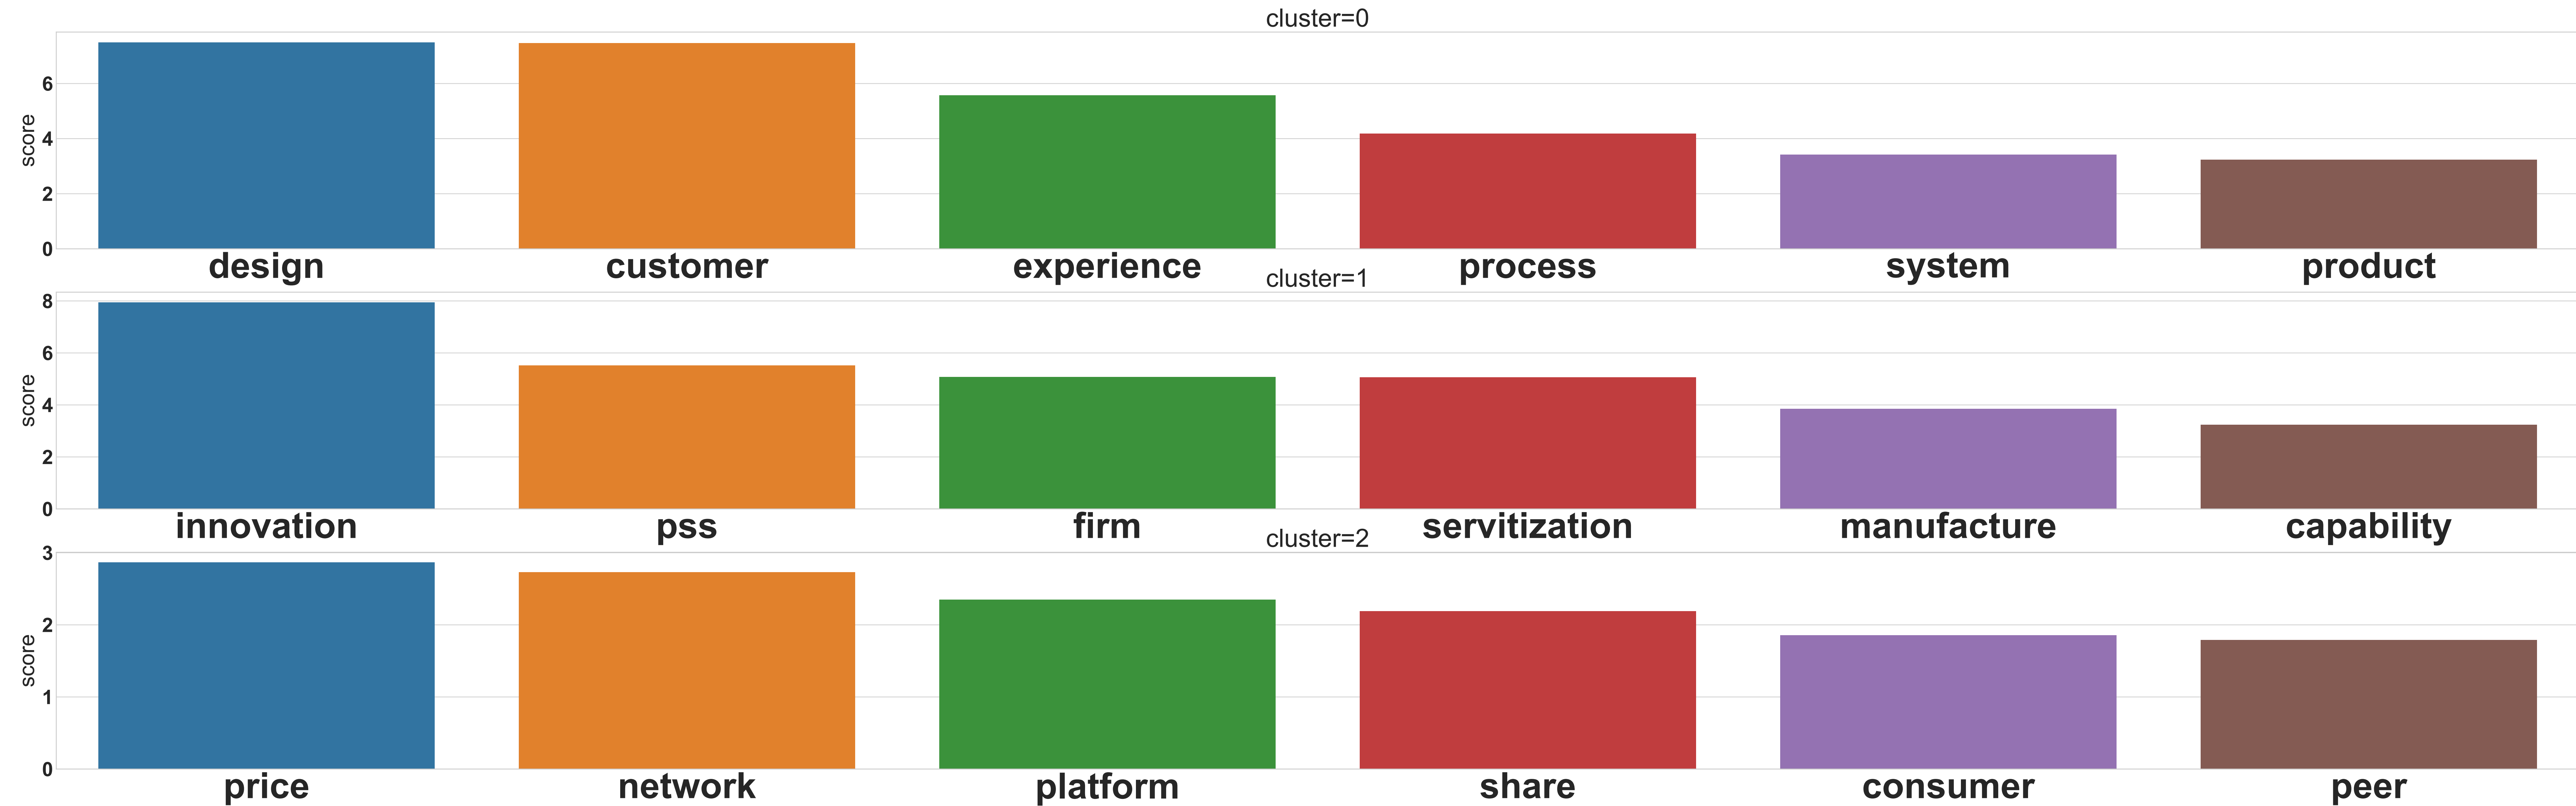 cluster=0
6
4
2
0
score
design customer experience process system product
cluster=1
8
6
4
2
0
score
innovation pss firm servitization manufacture capability
cluster=2
3
2
1
0
score
price network platform share consumer peer